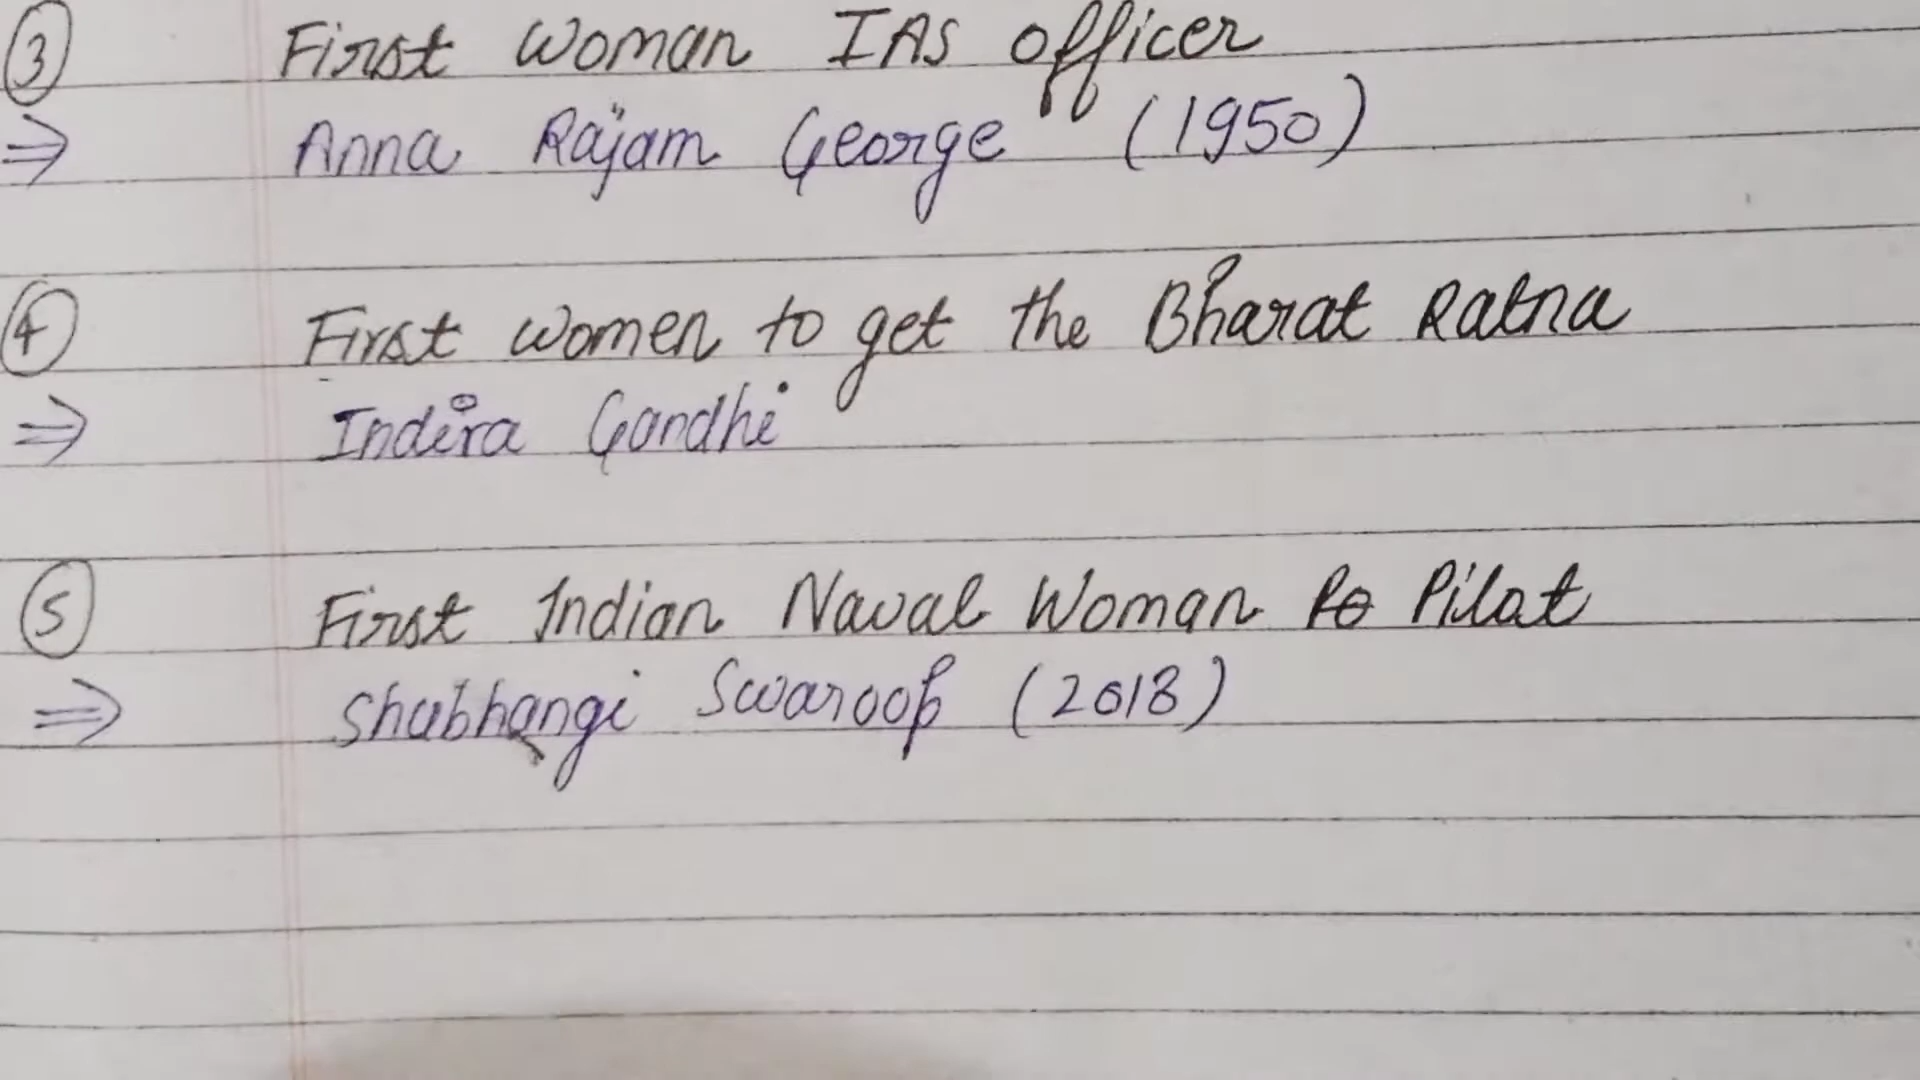 ③ First Woman IAS officer
⇒ Anna Rajam George (1950)
④ First women to get the Bharat Ratna
⇒ Indira Gandhi
⑤ First Indian Naval Woman Po Pilat
⇒ Shubhangi Swaroop (2018)